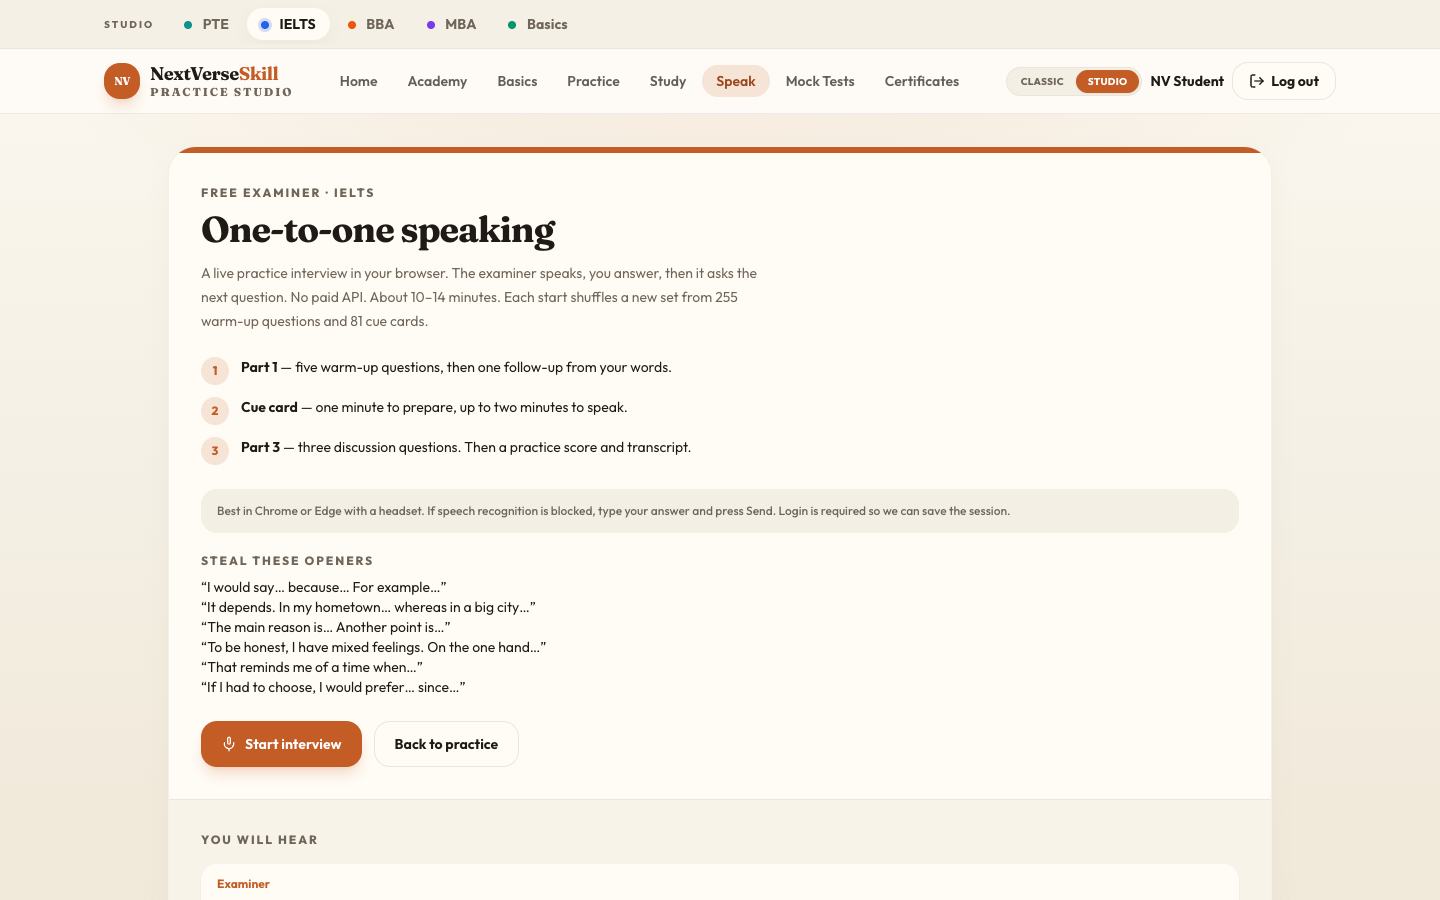 STUDIO PTE IELTS BBA MBA Basics
NV NextVerseSkill
PRACTICE STUDIO
Home Academy Basics Practice Study Speak Mock Tests Certificates CLASSIC STUDIO NV Student Log out
FREE EXAMINER · IELTS
One-to-one speaking
A live practice interview in your browser. The examiner speaks, you answer, then it asks the
next question. No paid API. About 10–14 minutes. Each start shuffles a new set from 255
warm-up questions and 81 cue cards.
1 Part 1 — five warm-up questions, then one follow-up from your words.
2 Cue card — one minute to prepare, up to two minutes to speak.
3 Part 3 — three discussion questions. Then a practice score and transcript.
Best in Chrome or Edge with a headset. If speech recognition is blocked, type your answer and press Send. Login is required so we can save the session.
STEAL THESE OPENERS
“I would say… because… For example…”
“It depends. In my hometown… whereas in a big city…”
“The main reason is… Another point is…”
“To be honest, I have mixed feelings. On the one hand…”
“That reminds me of a time when…”
“If I had to choose, I would prefer… since…”
Start interview Back to practice
YOU WILL HEAR
Examiner